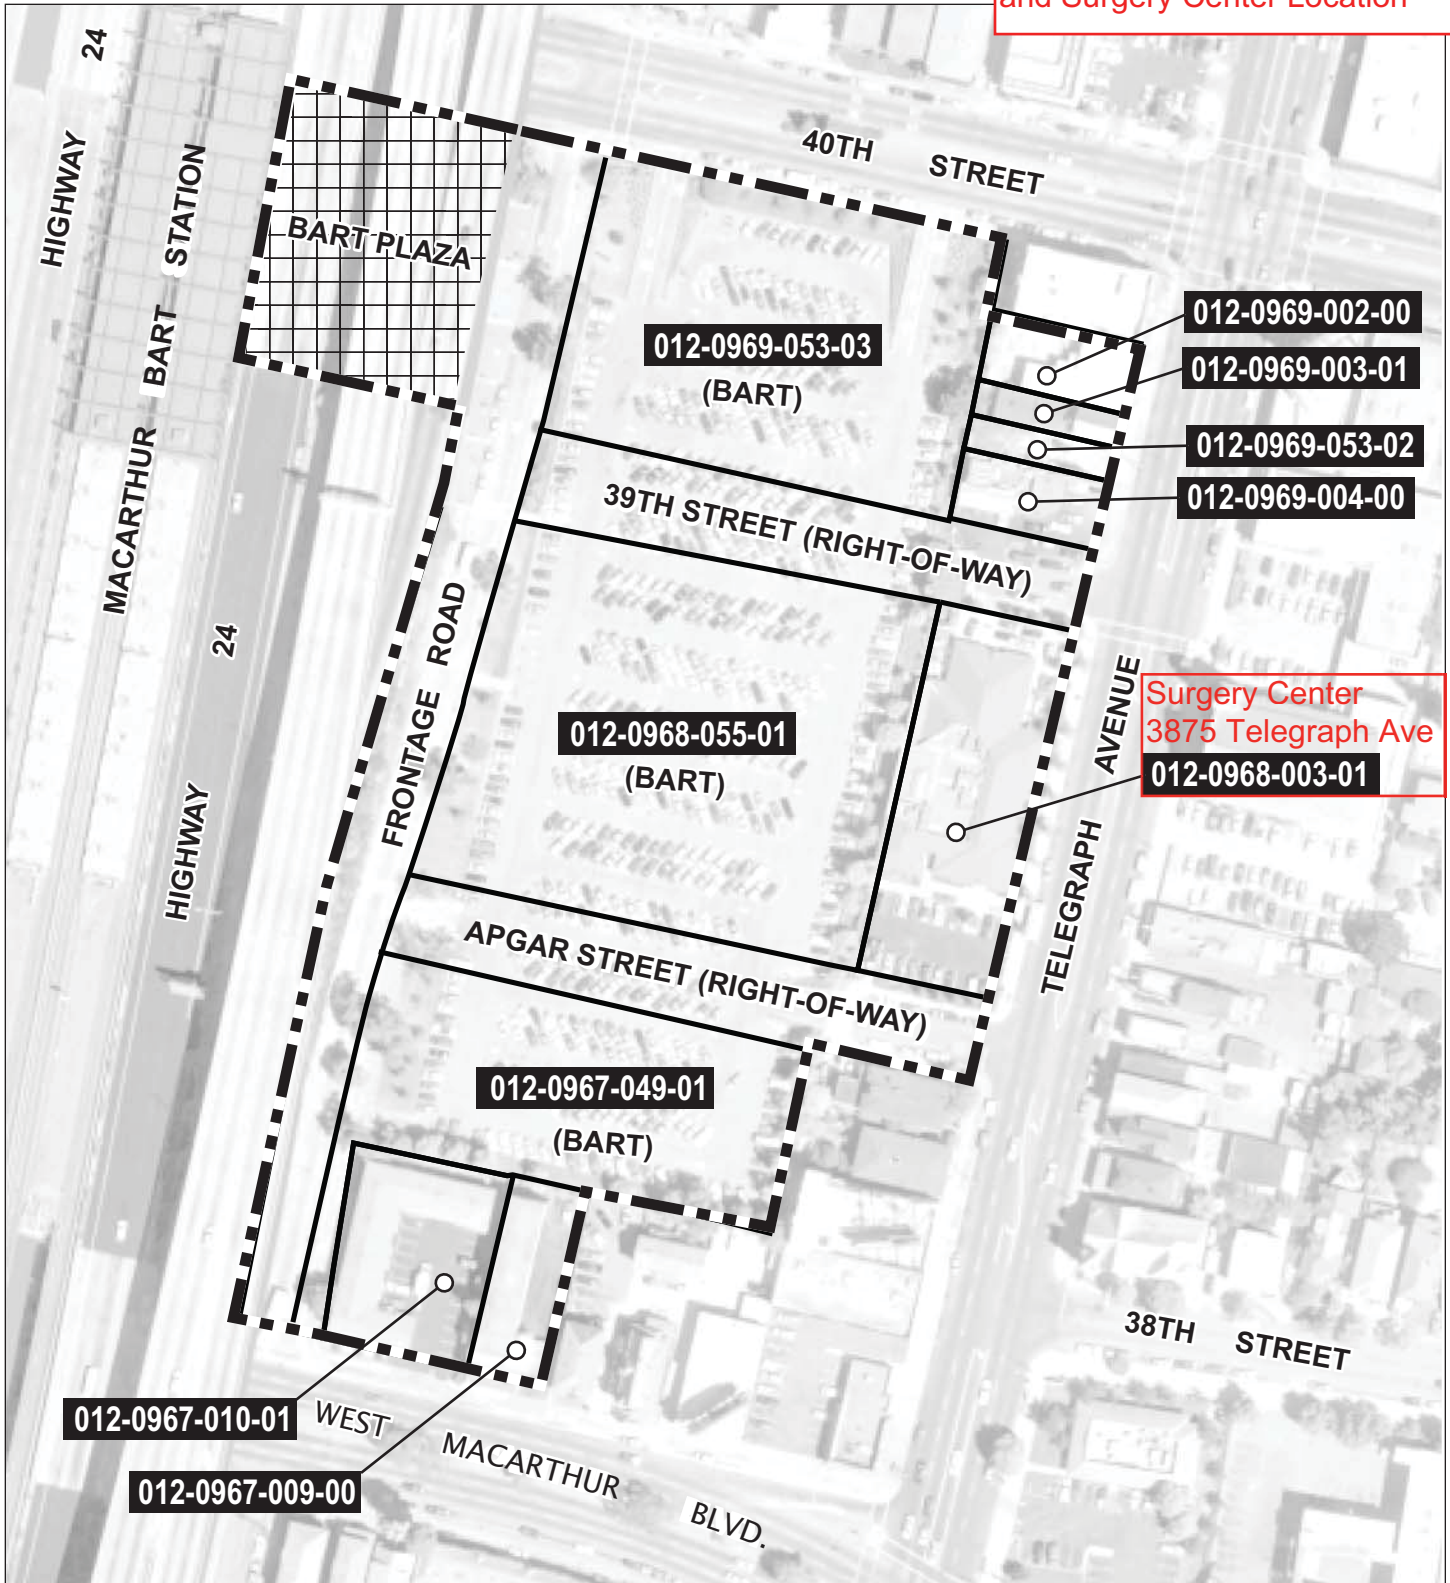 and Surgery Center Location
24
HIGHWAY
MACARTHUR BART STATION
BART PLAZA
40TH STREET
012-0969-053-03
(BART)
012-0969-002-00
012-0969-003-01
012-0969-053-02
012-0969-004-00
39TH STREET (RIGHT-OF-WAY)
FRONTAGE ROAD
24
HIGHWAY
012-0968-055-01
(BART)
TELEGRAPH AVENUE
Surgery Center
3875 Telegraph Ave
012-0968-003-01
APGAR STREET (RIGHT-OF-WAY)
012-0967-049-01
(BART)
38TH STREET
012-0967-010-01
012-0967-009-00
WEST MACARTHUR BLVD.